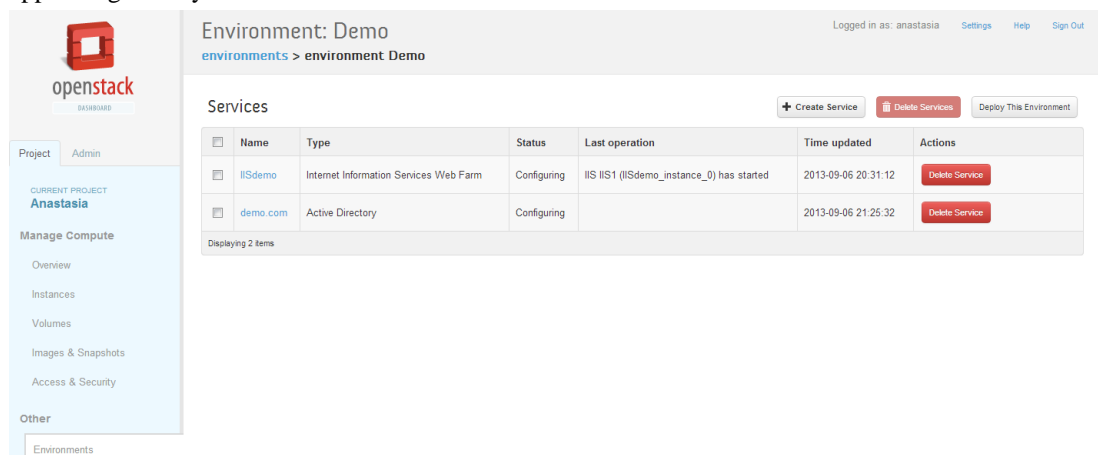 Environment: Demo
environments > environment Demo
Logged in as: anastasia Settings Help Sign Out
openstack
DASHBOARD
Project Admin
CURRENT PROJECT
Anastasia
Manage Compute
Overview
Instances
Volumes
Images & Snapshots
Access & Security
Other
Environments
Services
+ Create Service Delete Services Deploy This Environment
Name Type Status Last operation Time updated Actions
IISdemo Internet Information Services Web Farm Configuring IIS IIS1 (IISdemo_instance_0) has started 2013-09-06 20:31:12 Delete Service
demo.com Active Directory Configuring 2013-09-06 21:25:32 Delete Service
Displaying 2 items